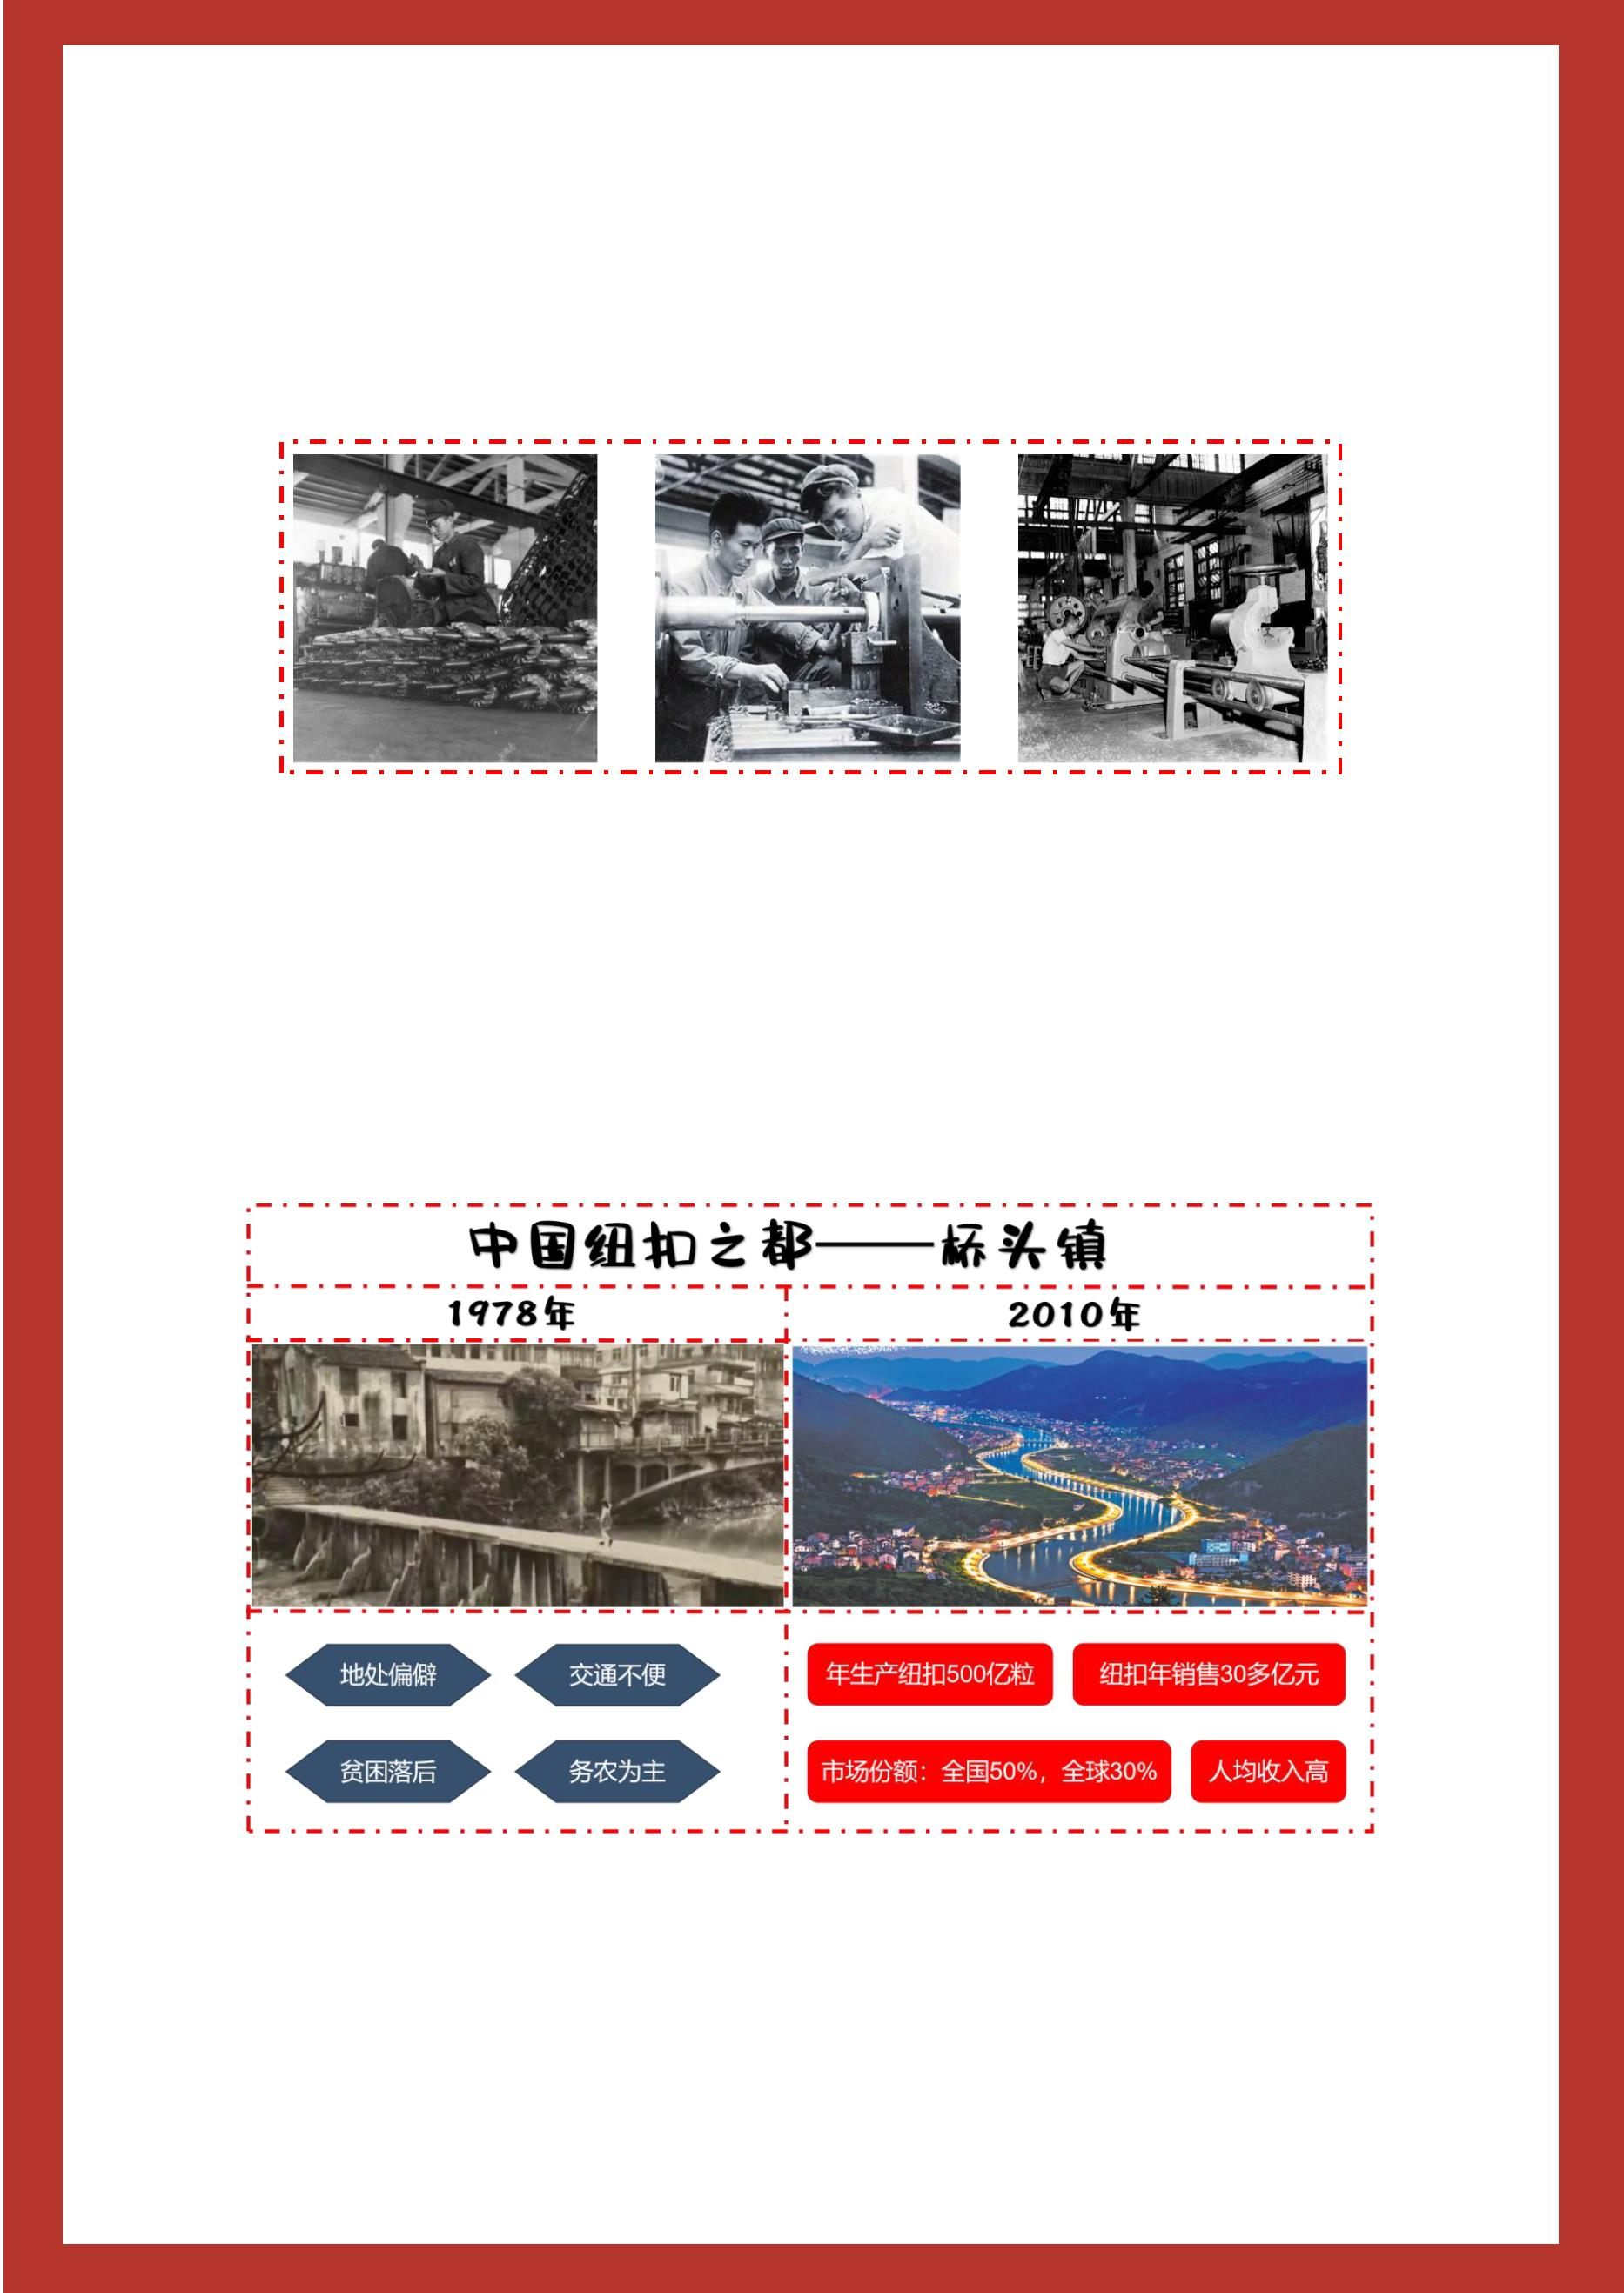 中国纽扣之都——桥头镇
1978年 2010年
地处偏僻 交通不便 年生产纽扣500亿粒 纽扣年销售30多亿元
贫困落后 务农为主 市场份额：全国50%，全球30% 人均收入高